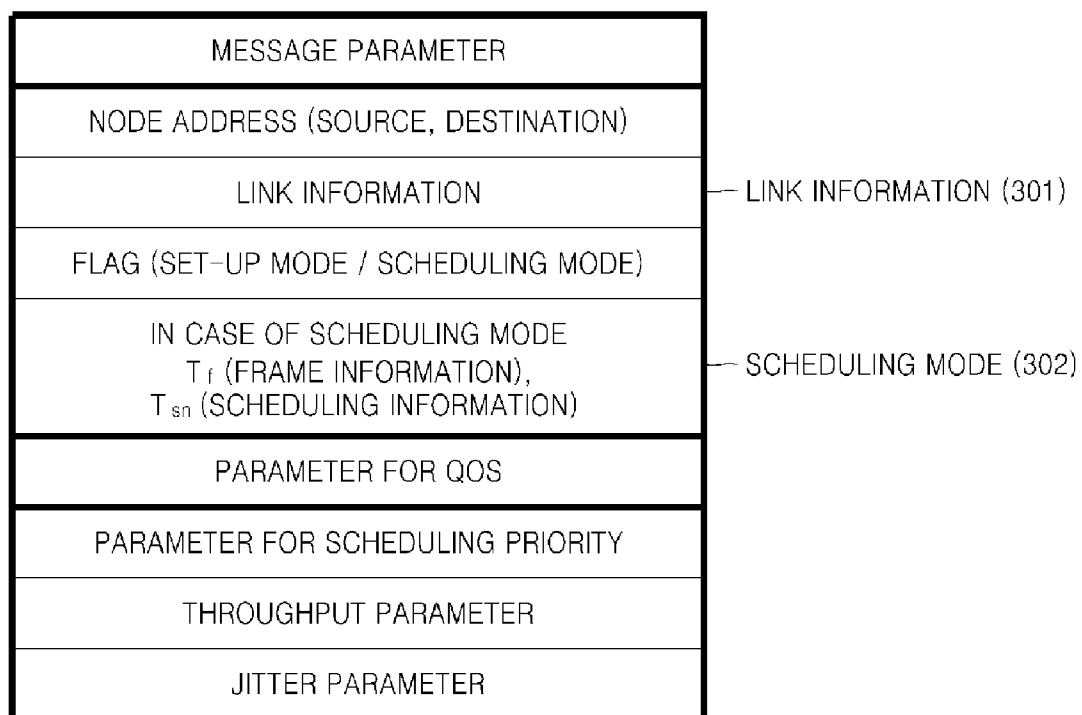 MESSAGE PARAMETER
NODE ADDRESS (SOURCE, DESTINATION)
LINK INFORMATION
LINK INFORMATION (301)
FLAG (SET-UP MODE / SCHEDULING MODE)
IN CASE OF SCHEDULING MODE
T f (FRAME INFORMATION),
T sn (SCHEDULING INFORMATION)
SCHEDULING MODE (302)
PARAMETER FOR QOS
PARAMETER FOR SCHEDULING PRIORITY
THROUGHPUT PARAMETER
JITTER PARAMETER